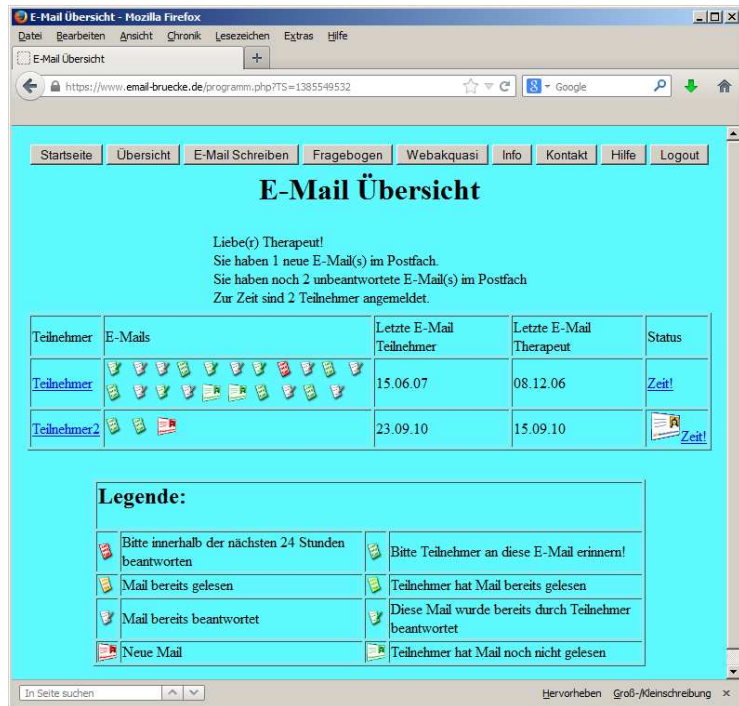 E-Mail Übersicht - Mozilla Firefox
Datei Bearbeiten Ansicht Chronik Lesezeichen Extras Hilfe
E-Mail Übersicht
https://www.email-bruecke.de/programm.php?TS=1385549532
Google
Startseite Übersicht E-Mail Schreiben Fragebogen Webakquasi Info Kontakt Hilfe Logout
E-Mail Übersicht
Liebe(r) Therapeut!
Sie haben 1 neue E-Mail(s) im Postfach.
Sie haben noch 2 unbeantwortete E-Mail(s) im Postfach
Zur Zeit sind 2 Teilnehmer angemeldet.
Teilnehmer E-Mails Letzte E-Mail Teilnehmer Letzte E-Mail Therapeut Status
Teilnehmer 15.06.07 08.12.06 Zeit!
Teilnehmer2 23.09.10 15.09.10 Zeit!
Legende:
Bitte innerhalb der nächsten 24 Stunden beantworten
Bitte Teilnehmer an diese E-Mail erinnern!
Mail bereits gelesen
Teilnehmer hat Mail bereits gelesen
Mail bereits beantwortet
Diese Mail wurde bereits durch Teilnehmer beantwortet
Neue Mail
Teilnehmer hat Mail noch nicht gelesen
In Seite suchen Hervorheben Groß-/Kleinschreibung